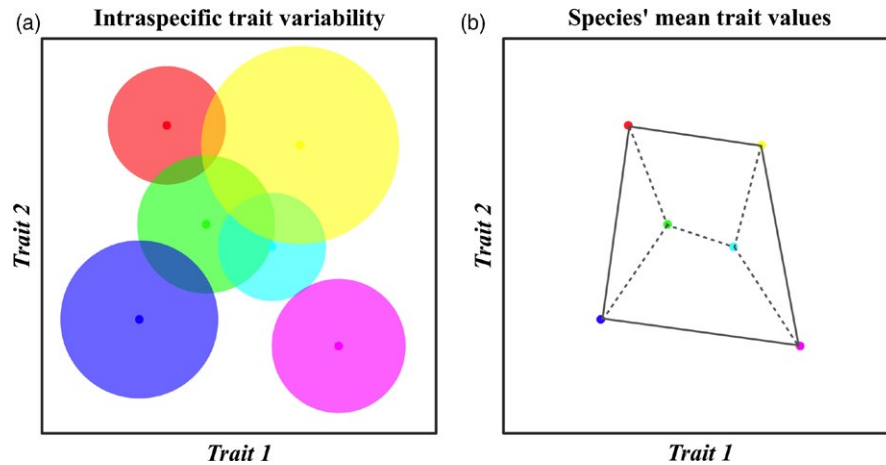 (a) Intraspecific trait variability
Trait 2
Trait 1
(b) Species' mean trait values
Trait 2
Trait 1